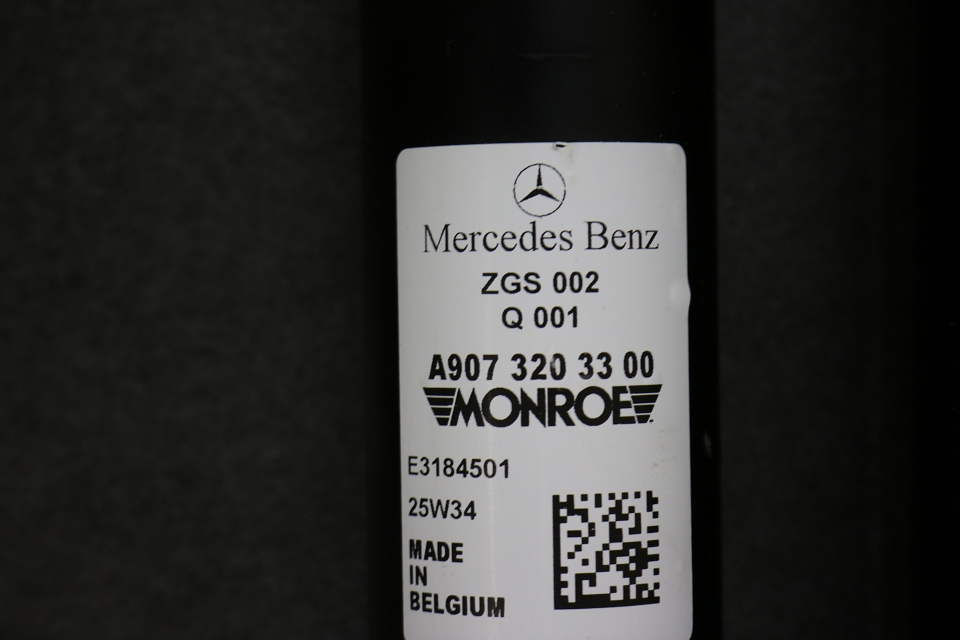 Mercedes Benz
ZGS 002
Q 001
A907 320 33 00
MONROE
E3184501
25W34
MADE
IN
BELGIUM